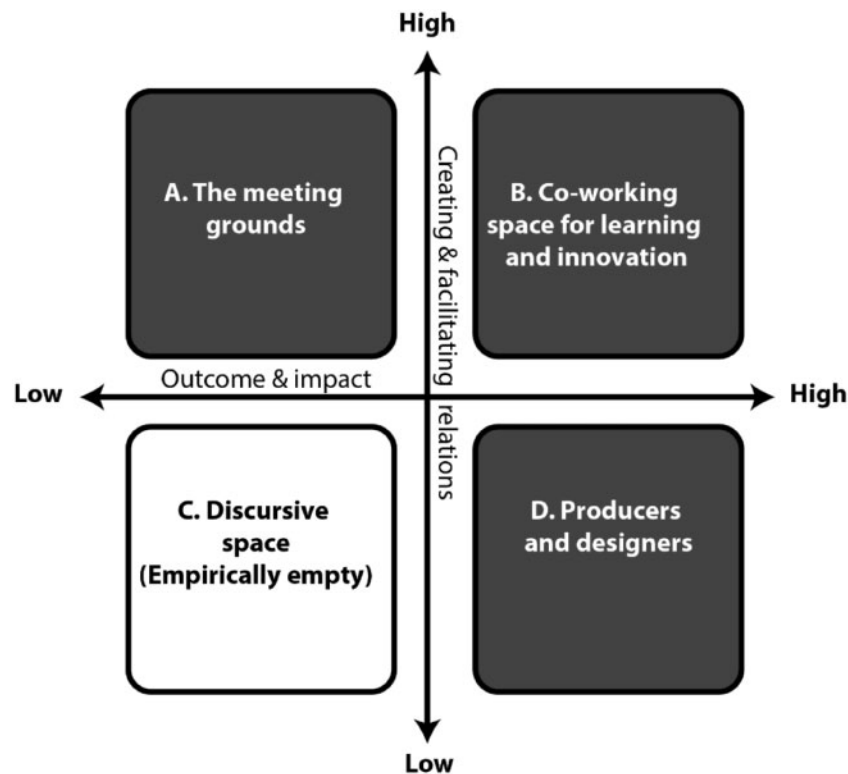 High
A. The meeting
grounds
B. Co-working
space for learning
and innovation
Creating & facilitating relations
Outcome & impact
Low
High
C. Discursive
space
(Empirically empty)
D. Producers
and designers
Low